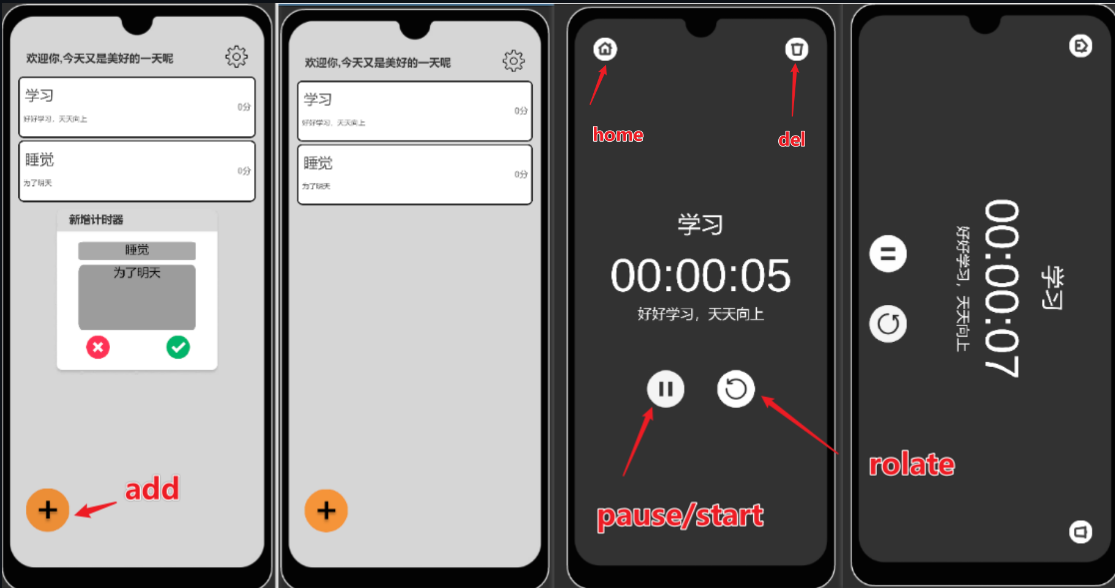 欢迎你,今天又是美好的一天呢
学习
0分
好好学习，天天向上
睡觉
0分
为了明天
新增计时器
睡觉
为了明天
add
欢迎你,今天又是美好的一天呢
学习
0分
好好学习，天天向上
睡觉
0分
为了明天
home
del
学习
00:00:05
好好学习，天天向上
pause/start
rolate
学习
00:00:07
好好学习，天天向上